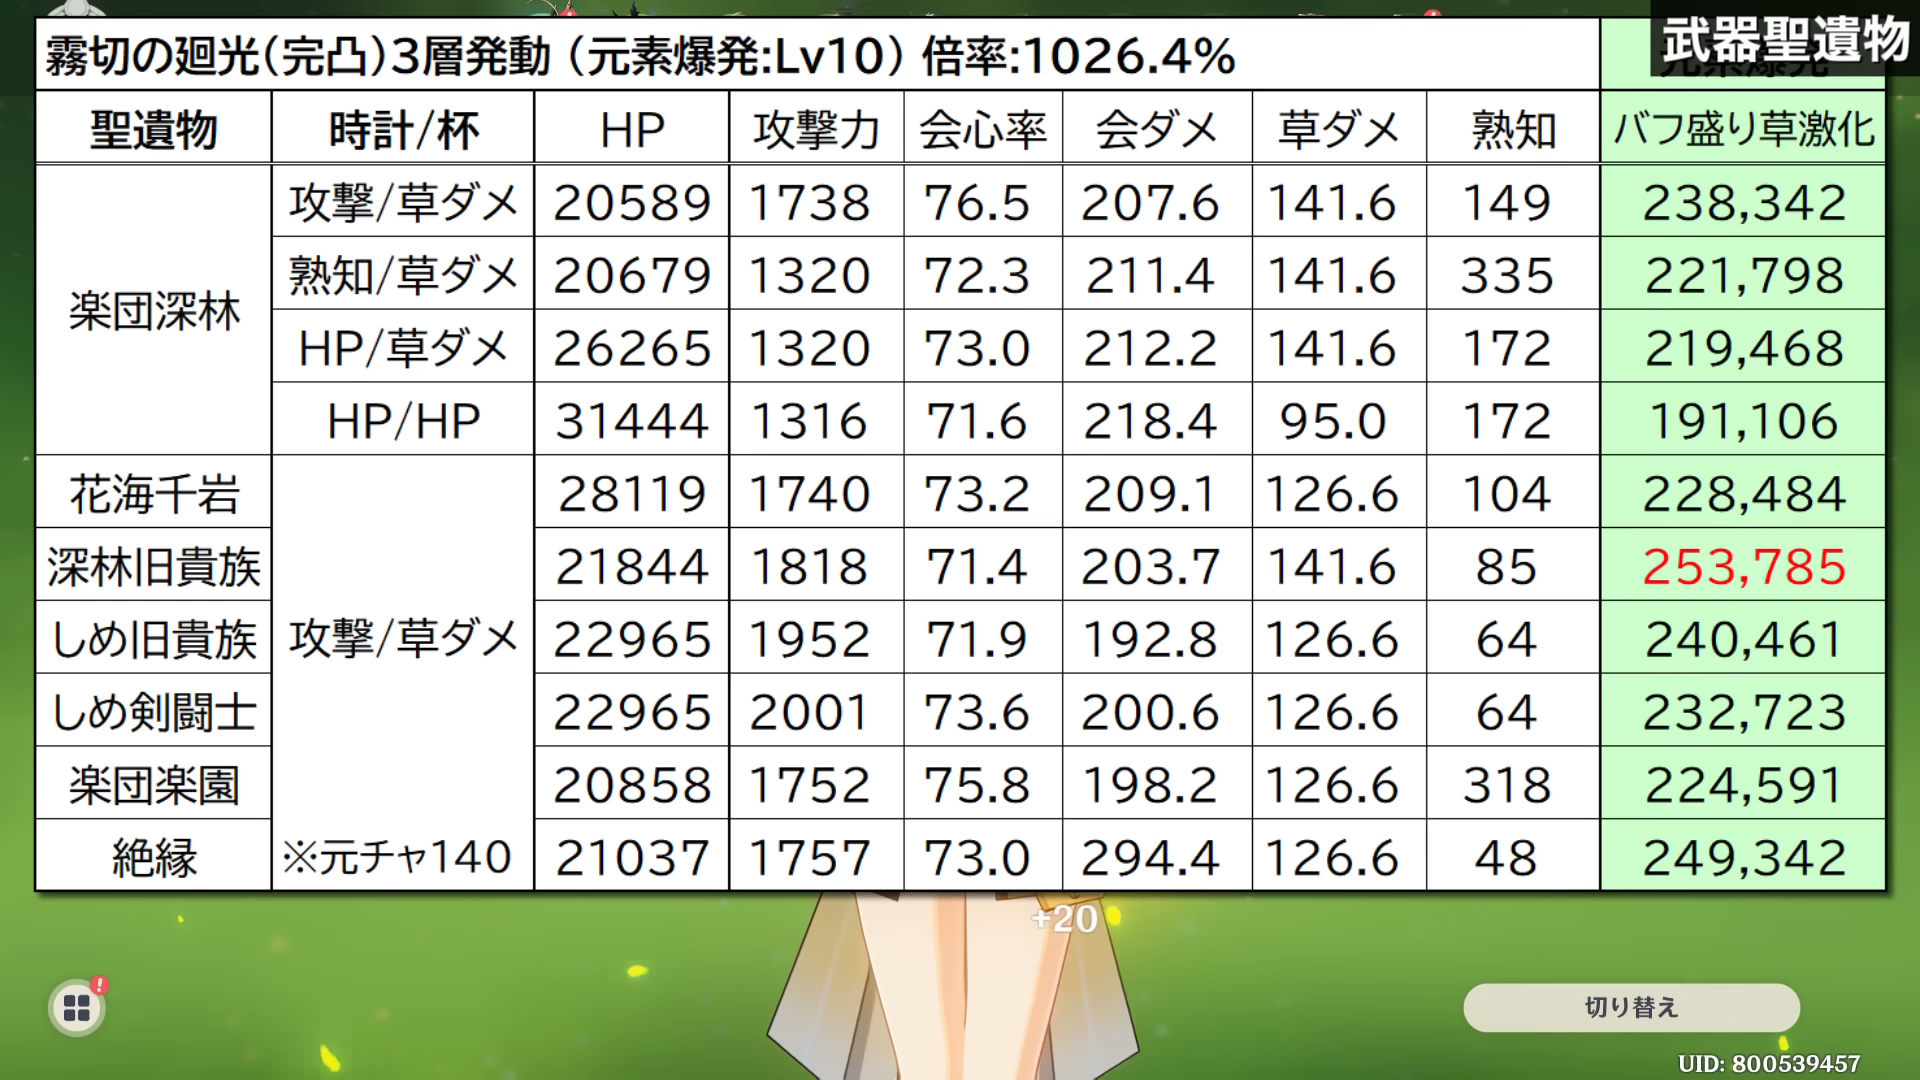 武器聖遺物
霧切の廻光(完凸)3層発動(元素爆発:Lv10)倍率:1026.4% 元素爆発
聖遺物 時計/杯 HP 攻撃力 会心率 会ダメ 草ダメ 熟知 バフ盛り草激化
楽団深林 攻撃/草ダメ 20589 1738 76.5 207.6 141.6 149 238,342
熟知/草ダメ 20679 1320 72.3 211.4 141.6 335 221,798
HP/草ダメ 26265 1320 73.0 212.2 141.6 172 219,468
HP/HP 31444 1316 71.6 218.4 95.0 172 191,106
花海千岩 28119 1740 73.2 209.1 126.6 104 228,484
深林旧貴族 21844 1818 71.4 203.7 141.6 85 253,785
しめ旧貴族 攻撃/草ダメ 22965 1952 71.9 192.8 126.6 64 240,461
しめ剣闘士 22965 2001 73.6 200.6 126.6 64 232,723
楽団楽園 20858 1752 75.8 198.2 126.6 318 224,591
絶縁 ※元チャ140 21037 1757 73.0 294.4 126.6 48 249,342
+20
切り替え
UID: 800539457